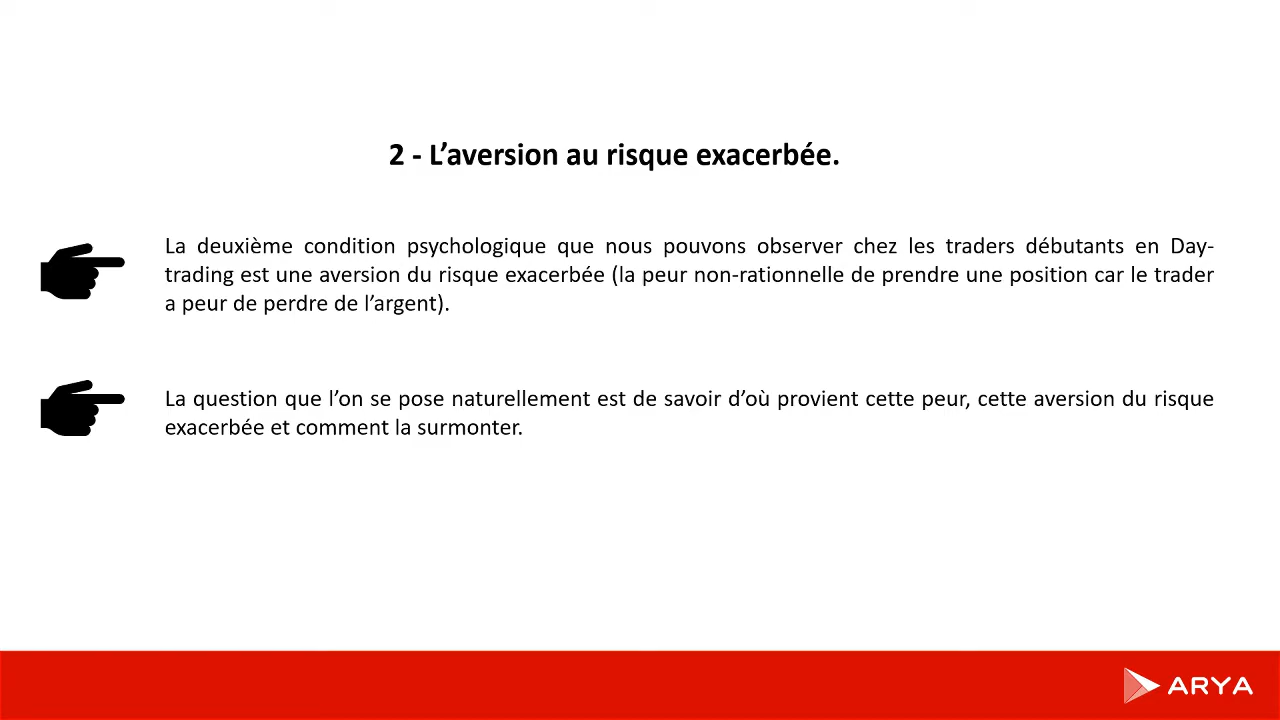 2 - L’aversion au risque exacerbée.
La deuxième condition psychologique que nous pouvons observer chez les traders débutants en Day-
trading est une aversion du risque exacerbée (la peur non-rationnelle de prendre une position car le trader
a peur de perdre de l’argent).
La question que l’on se pose naturellement est de savoir d’où provient cette peur, cette aversion du risque
exacerbée et comment la surmonter.
ARYA